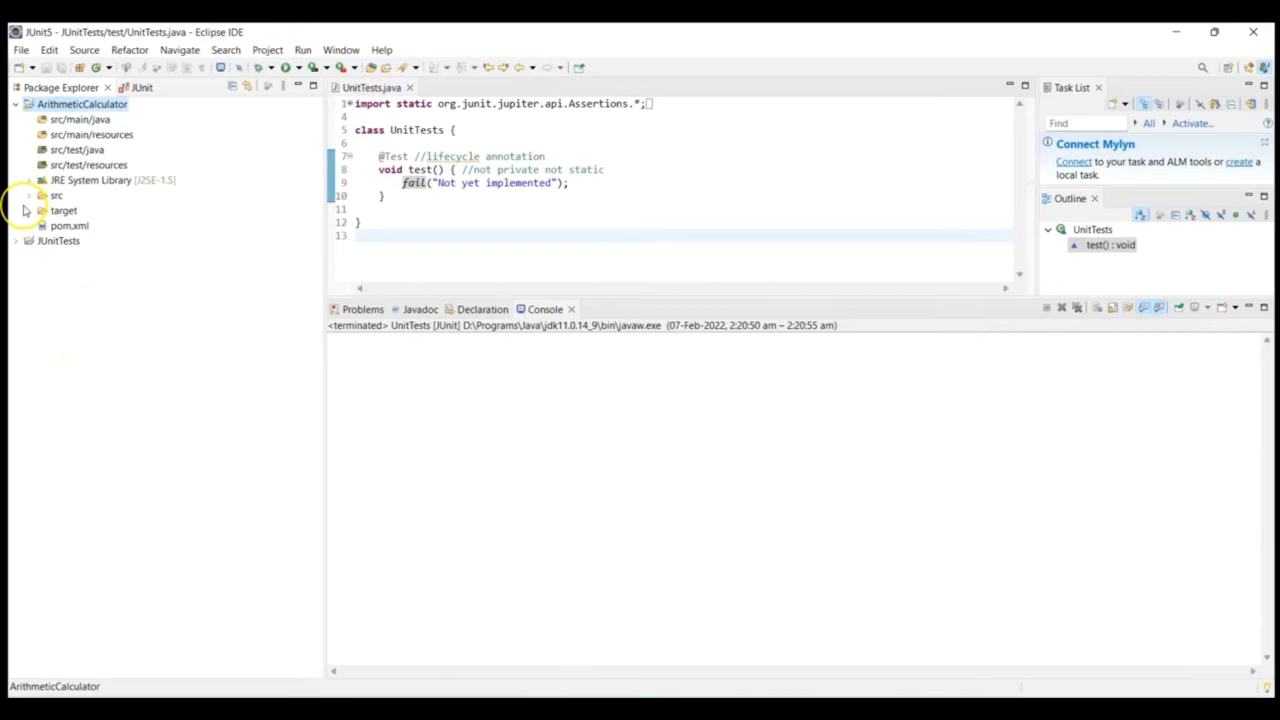 JUnit5 - JUnitTests/test/UnitTests.java - Eclipse IDE
File Edit Source Refactor Navigate Search Project Run Window Help
Package Explorer JUnit
ArithmeticCalculator
src/main/java
src/main/resources
src/test/java
src/test/resources
JRE System Library [J2SE-1.5]
src
target
pom.xml
JUnitTests
UnitTests.java
1 import static org.junit.jupiter.api.Assertions.*;
4
5 class UnitTests {
6
7 @Test //lifecycle annotation
8 void test() { //not private not static
9 fail("Not yet implemented");
10 }
11
12 }
13
Task List
Find All Activate...
Connect Mylyn
Connect to your task and ALM tools or create a
local task.
Outline
UnitTests
test() : void
Problems Javadoc Declaration Console
<terminated> UnitTests [JUnit] D:\Programs\Java\jdk11.0.14_9\bin\javaw.exe (07-Feb-2022, 2:20:50 am – 2:20:55 am)
ArithmeticCalculator